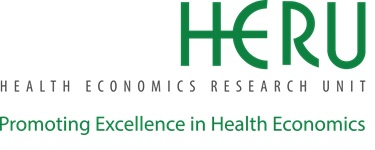 HERU
HEALTH ECONOMICS RESEARCH UNIT
Promoting Excellence in Health Economics